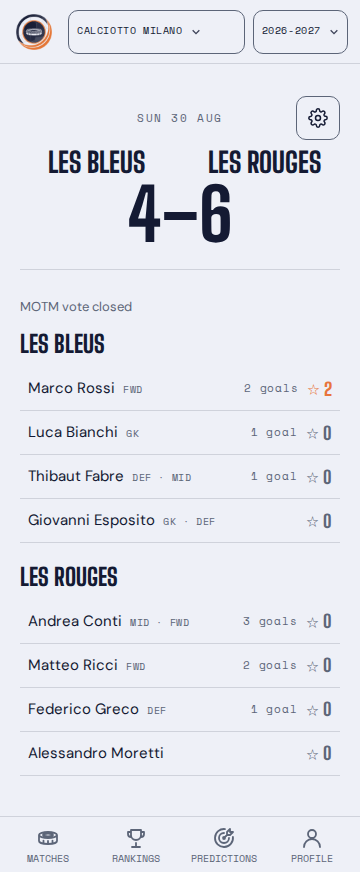 CALCIOTTO MILANO
2026-2027
SUN 30 AUG
LES BLEUS LES ROUGES
4–6
MOTM vote closed
LES BLEUS
Marco Rossi FWD 2 goals ☆ 2
Luca Bianchi GK 1 goal ☆ 0
Thibaut Fabre DEF · MID 1 goal ☆ 0
Giovanni Esposito GK · DEF ☆ 0
LES ROUGES
Andrea Conti MID · FWD 3 goals ☆ 0
Matteo Ricci FWD 2 goals ☆ 0
Federico Greco DEF 1 goal ☆ 0
Alessandro Moretti ☆ 0
MATCHES RANKINGS PREDICTIONS PROFILE